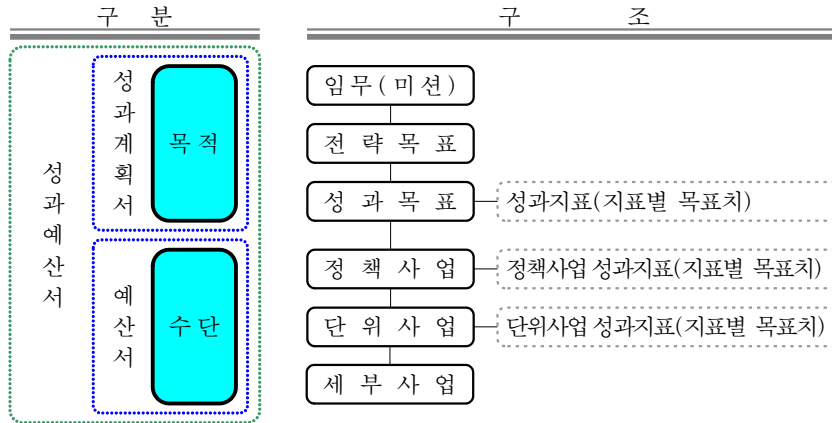 구 분
구 조
성과예산서
성과계획서
목적
예산서
수단
임무(미션)
전략목표
성과목표
성과지표(지표별 목표치)
정책사업
정책사업 성과지표(지표별 목표치)
단위사업
단위사업 성과지표(지표별 목표치)
세부사업